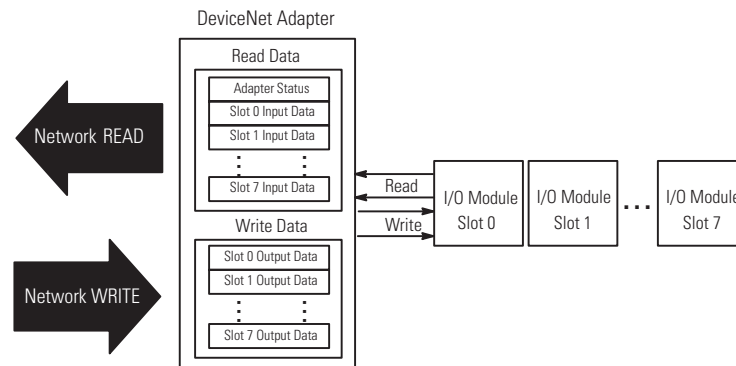 DeviceNet Adapter
Read Data
Adapter Status
Slot 0 Input Data
Slot 1 Input Data
Slot 7 Input Data
Network READ
Read
Write
I/O Module
Slot 0
I/O Module
Slot 1
...
I/O Module
Slot 7
Write Data
Slot 0 Output Data
Slot 1 Output Data
Slot 7 Output Data
Network WRITE